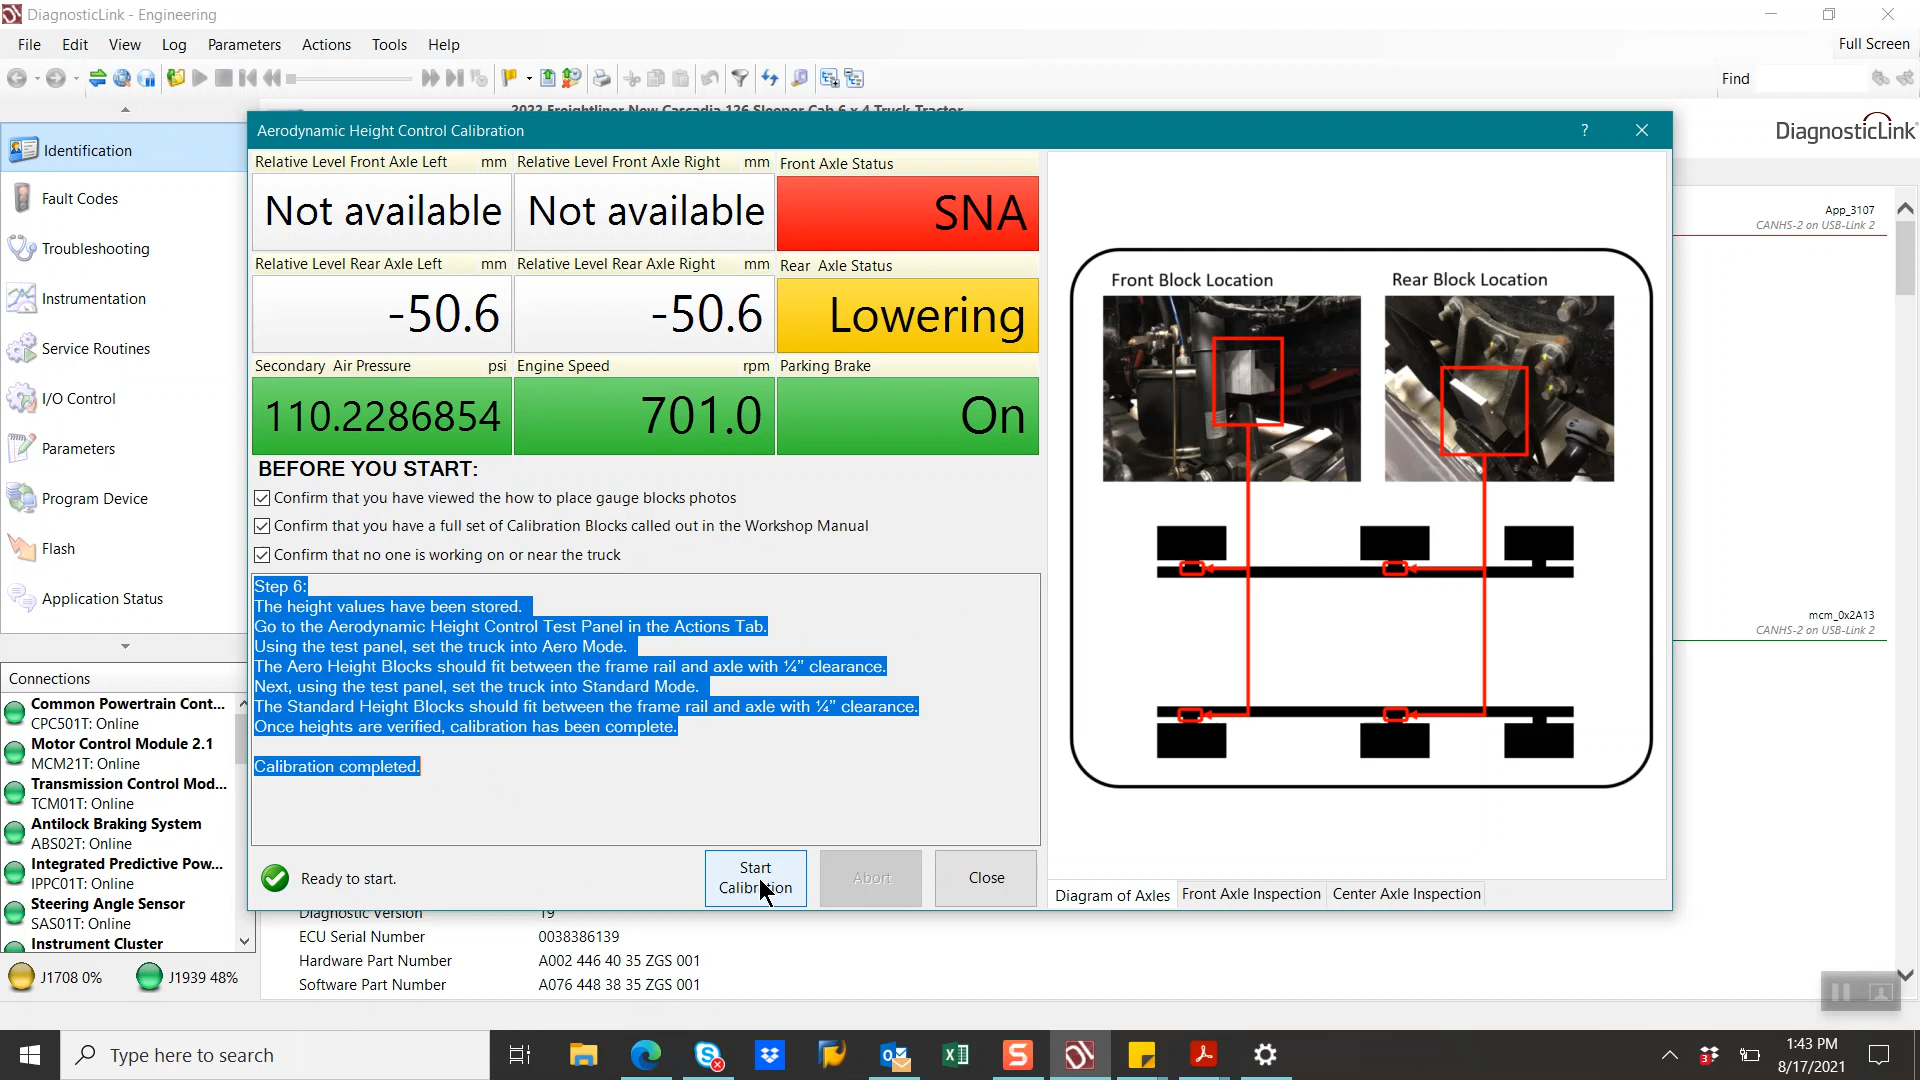 DiagnosticLink - Engineering
File Edit View Log Parameters Actions Tools Help
Full Screen
Find
2022 Freightliner New Cascadia 126 Sleeper Cab 6 x 4 Truck Tractor
DiagnosticLink
Identification
Fault Codes
Troubleshooting
Instrumentation
Service Routines
I/O Control
Parameters
Program Device
Flash
Application Status
Connections
Common Powertrain Cont...
CPC501T: Online
Motor Control Module 2.1
MCM21T: Online
Transmission Control Mod...
TCM01T: Online
Antilock Braking System
ABS02T: Online
Integrated Predictive Pow...
IPPC01T: Online
Steering Angle Sensor
SAS01T: Online
Instrument Cluster
J1708 0% J1939 48%
Aerodynamic Height Control Calibration
?
Relative Level Front Axle Left mm Relative Level Front Axle Right mm Front Axle Status
Not available Not available SNA
Relative Level Rear Axle Left mm Relative Level Rear Axle Right mm Rear Axle Status
-50.6 -50.6 Lowering
Secondary Air Pressure psi Engine Speed rpm Parking Brake
110.2286854 701.0 On
BEFORE YOU START:
Confirm that you have viewed the how to place gauge blocks photos
Confirm that you have a full set of Calibration Blocks called out in the Workshop Manual
Confirm that no one is working on or near the truck
Step 6:
The height values have been stored.
Go to the Aerodynamic Height Control Test Panel in the Actions Tab.
Using the test panel, set the truck into Aero Mode.
The Aero Height Blocks should fit between the frame rail and axle with ¼” clearance.
Next, using the test panel, set the truck into Standard Mode.
The Standard Height Blocks should fit between the frame rail and axle with ¼” clearance.
Once heights are verified, calibration has been complete.
Calibration completed.
Ready to start.
Start
Calibration
Abort
Close
Front Block Location Rear Block Location
Diagram of Axles Front Axle Inspection Center Axle Inspection
App_3107
CANHS-2 on USB-Link 2
mcm_0x2A13
CANHS-2 on USB-Link 2
Diagnostic Version 19
ECU Serial Number 0038386139
Hardware Part Number A002 446 40 35 ZGS 001
Software Part Number A076 448 38 35 ZGS 001
Type here to search
3
1:43 PM
8/17/2021